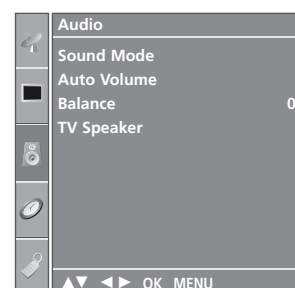 Audio
Sound Mode
Auto Volume
Balance 0
TV Speaker
▲▼ ◄► OK MENU